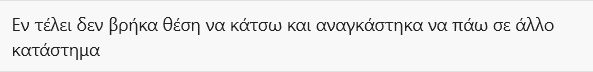 Εν τέλει δεν βρήκα θέση να κάτσω και αναγκάστηκα να πάω σε άλλο
κατάστημα